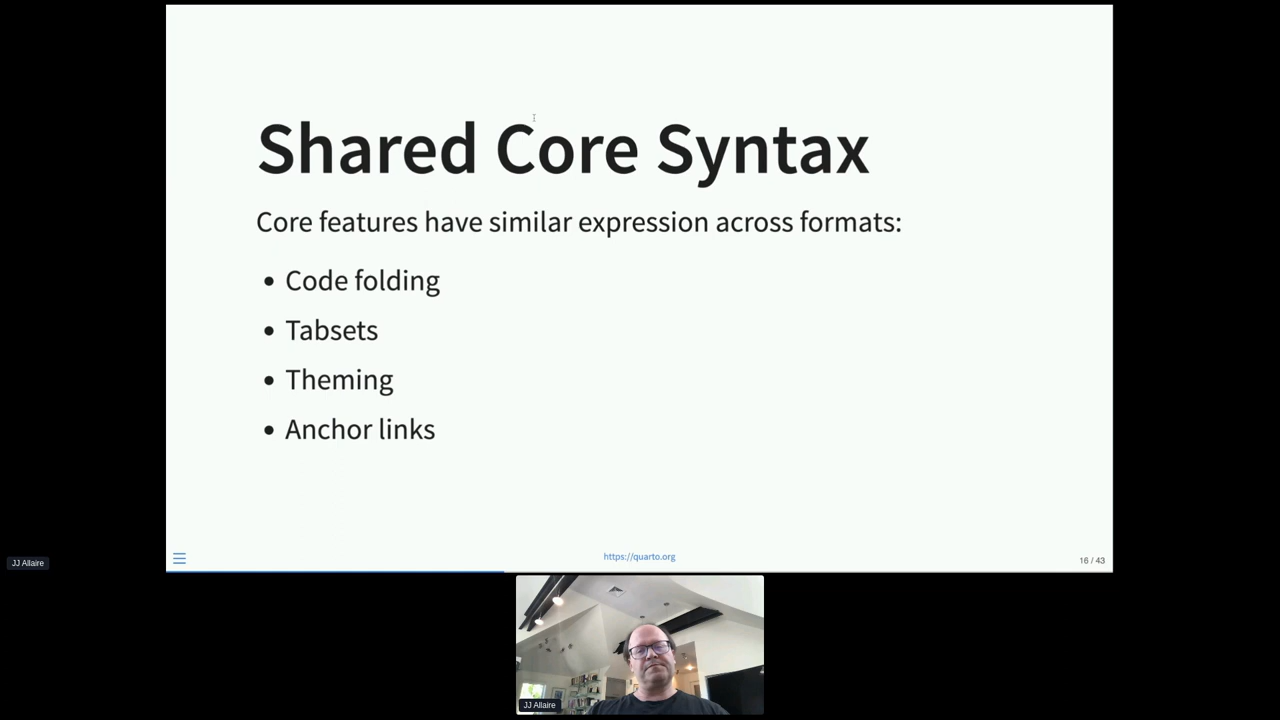 Shared Core Syntax
Core features have similar expression across formats:
• Code folding
• Tabsets
• Theming
• Anchor links
https://quarto.org
16 / 43
JJ Allaire
JJ Allaire